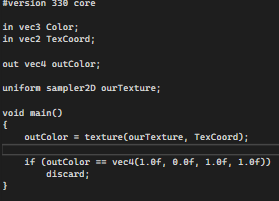 #version 330 core
in vec3 Color;
in vec2 TexCoord;
out vec4 outColor;
uniform sampler2D ourTexture;
void main()
{
    outColor = texture(ourTexture, TexCoord);
    if (outColor == vec4(1.0f, 0.0f, 1.0f, 1.0f))
        discard;
}